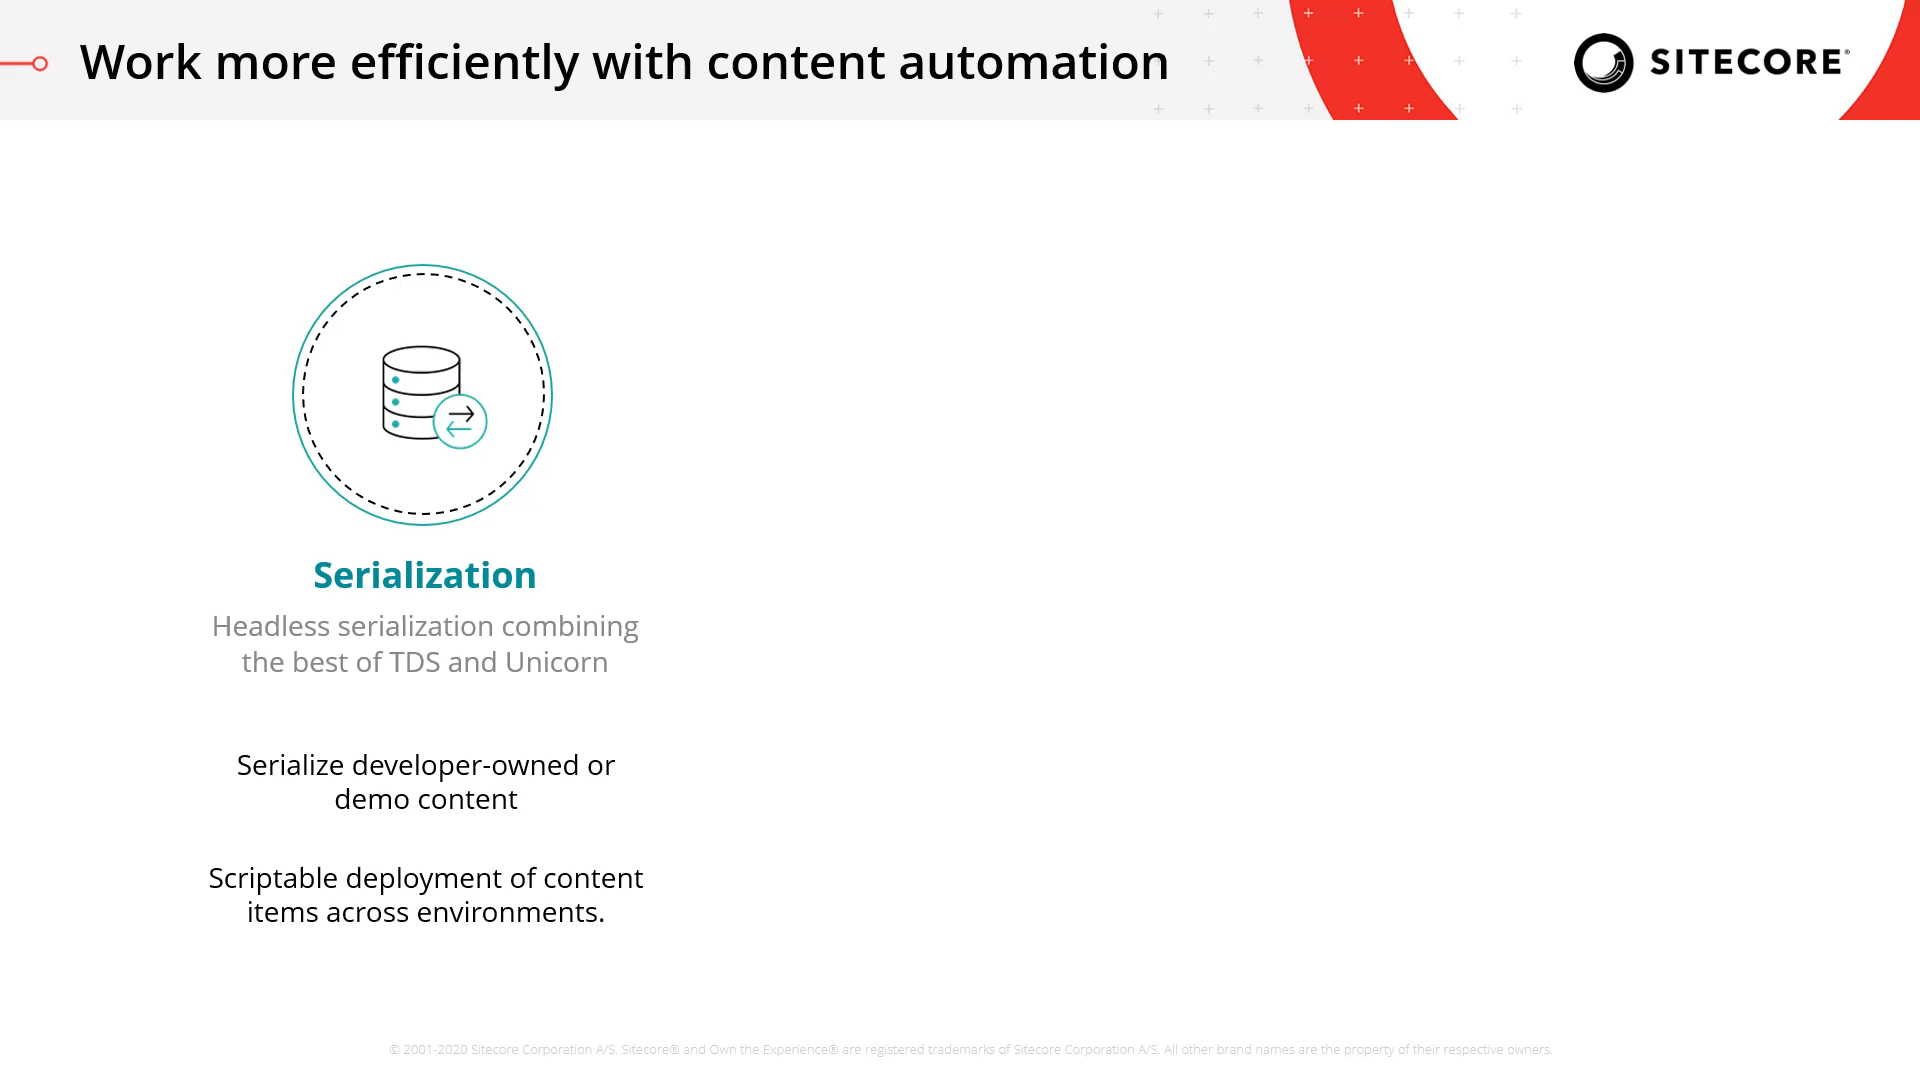 Work more efficiently with content automation
SITECORE®
Serialization
Headless serialization combining
the best of TDS and Unicorn
Serialize developer-owned or
demo content
Scriptable deployment of content
items across environments.
© 2001-2020 Sitecore Corporation A/S. Sitecore® and Own the Experience® are registered trademarks of Sitecore Corporation A/S. All other brand names are the property of their respective owners.